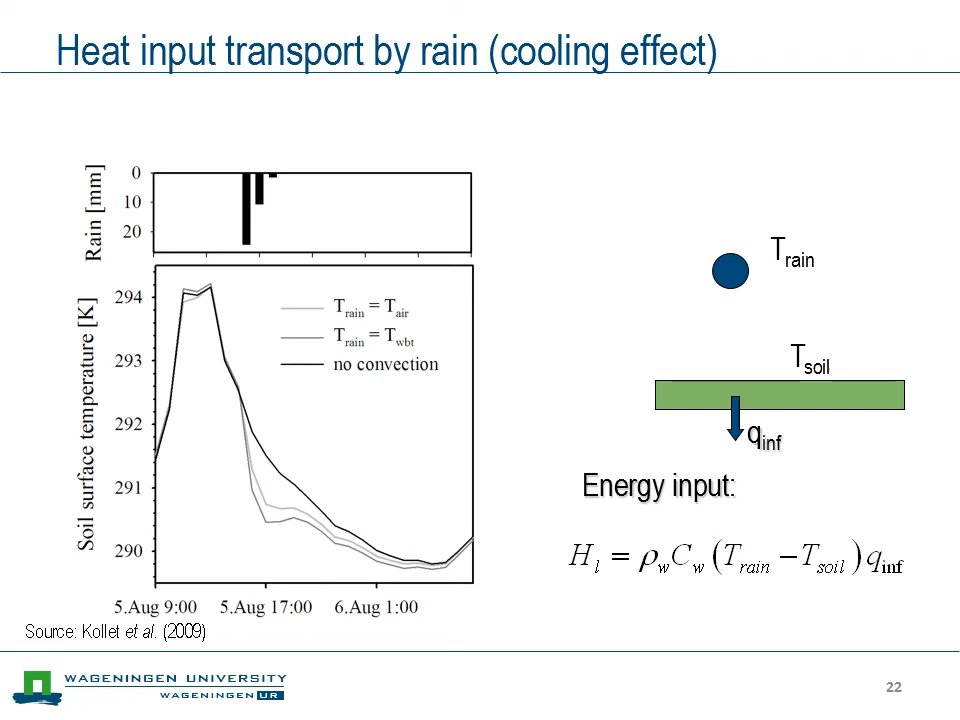 Heat input transport by rain (cooling effect)
Rain [mm]
0
10
20
Soil surface temperature [K]
294
293
292
291
290
T_rain = T_air
T_rain = T_wbt
no convection
5.Aug 9:00 5.Aug 17:00 6.Aug 1:00
T_rain
T_soil
q_inf
Energy input:
H_l = ρ_w C_w (T_rain − T_soil) q_inf
Source: Kollet et al. (2009)
WAGENINGEN UNIVERSITY
WAGENINGEN UR
22